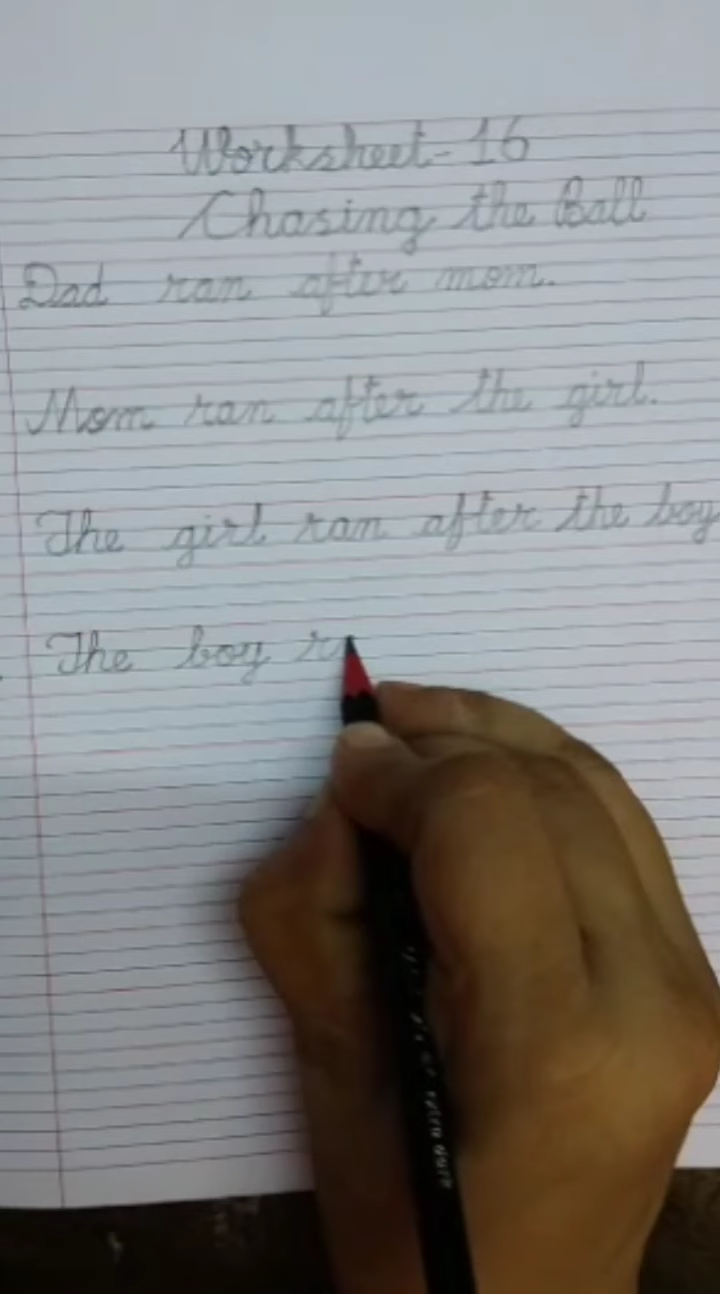 Worksheet-16
Chasing the Ball
Dad ran after mom.
Mom ran after the girl.
The girl ran after the boy
The boy ra